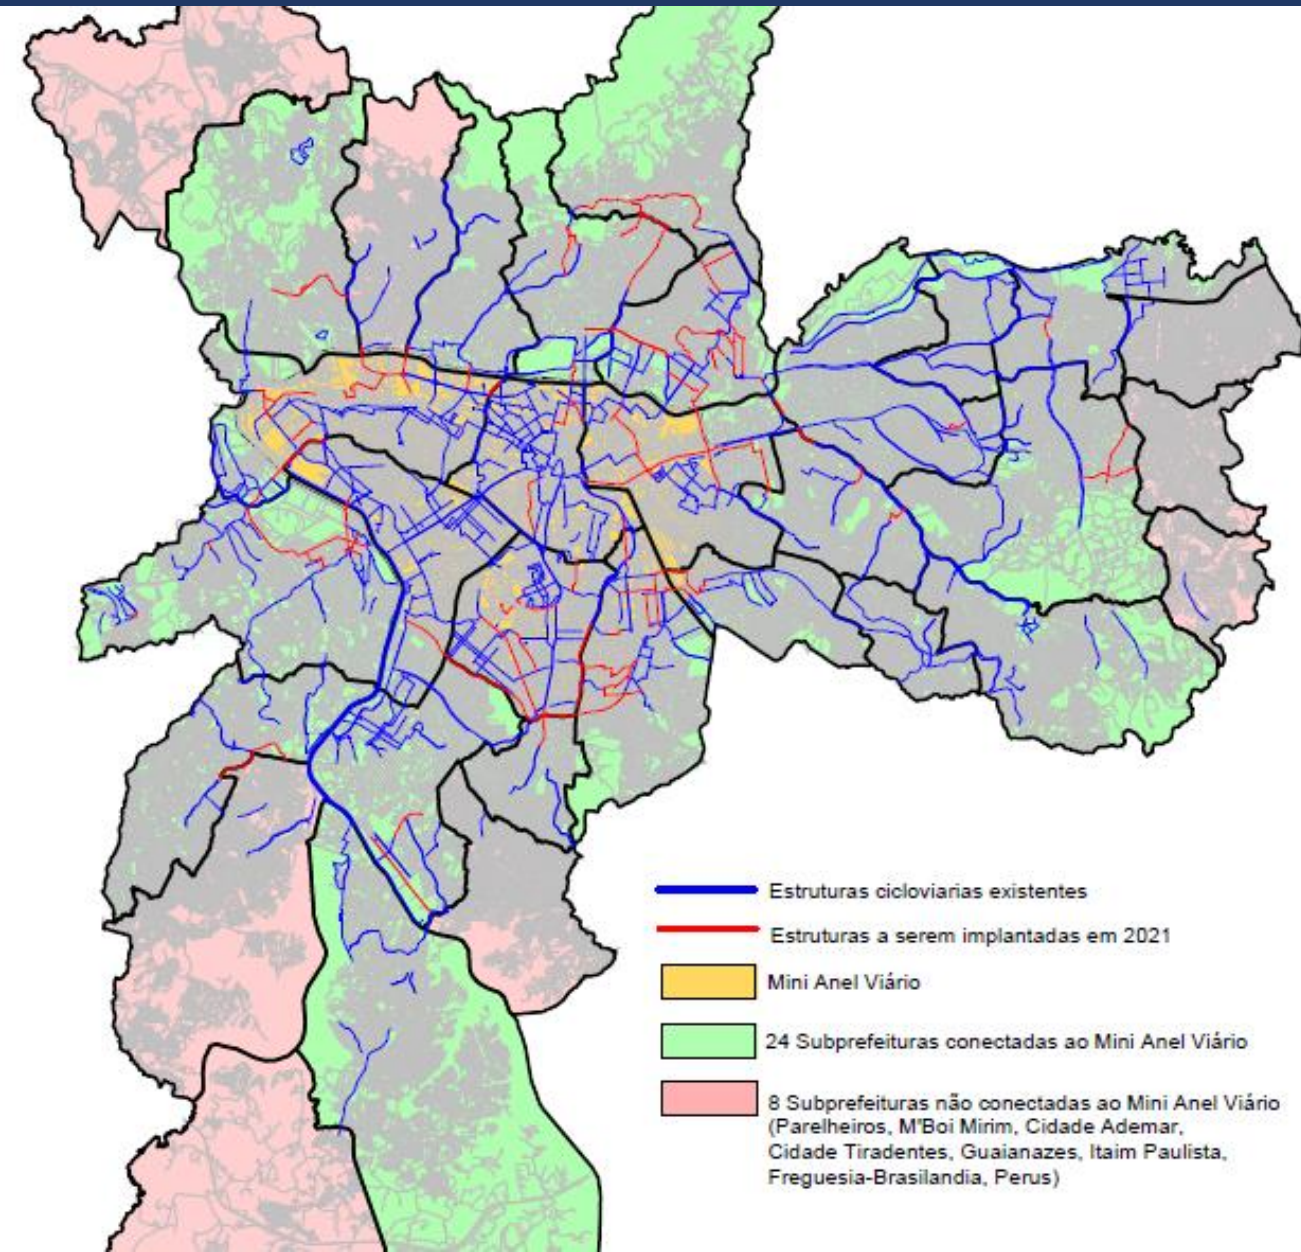 Estruturas cicloviarias existentes
Estruturas a serem implantadas em 2021
Mini Anel Viário
24 Subprefeituras conectadas ao Mini Anel Viário
8 Subprefeituras não conectadas ao Mini Anel Viário
(Parelheiros, M'Boi Mirim, Cidade Ademar,
Cidade Tiradentes, Guaianazes, Itaim Paulista,
Freguesia-Brasilandia, Perus)